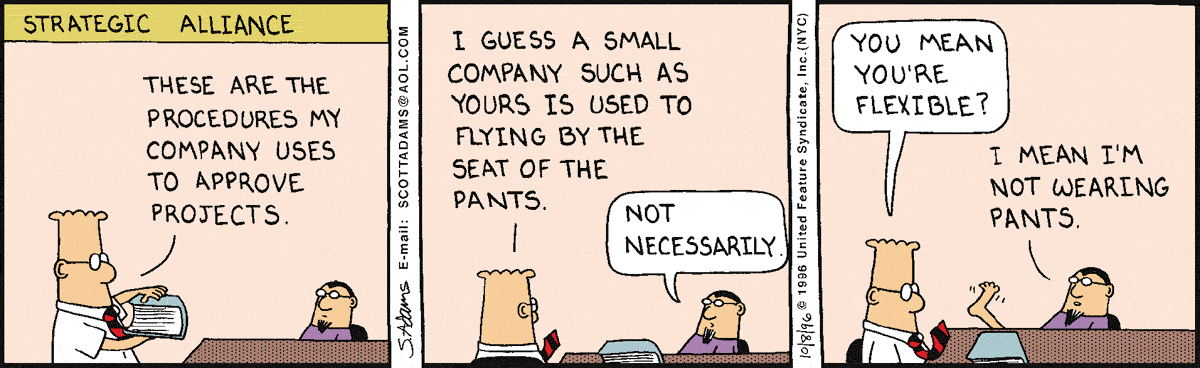 STRATEGIC ALLIANCE
THESE ARE THE
PROCEDURES MY
COMPANY USES
TO APPROVE
PROJECTS.
S.Adams E-mail: SCOTTADAMS@AOL.COM
I GUESS A SMALL
COMPANY SUCH AS
YOURS IS USED TO
FLYING BY THE
SEAT OF THE
PANTS.
NOT
NECESSARILY.
10/8/96 © 1996 United Feature Syndicate, Inc.(NYC)
YOU MEAN
YOU'RE
FLEXIBLE?
I MEAN I'M
NOT WEARING
PANTS.